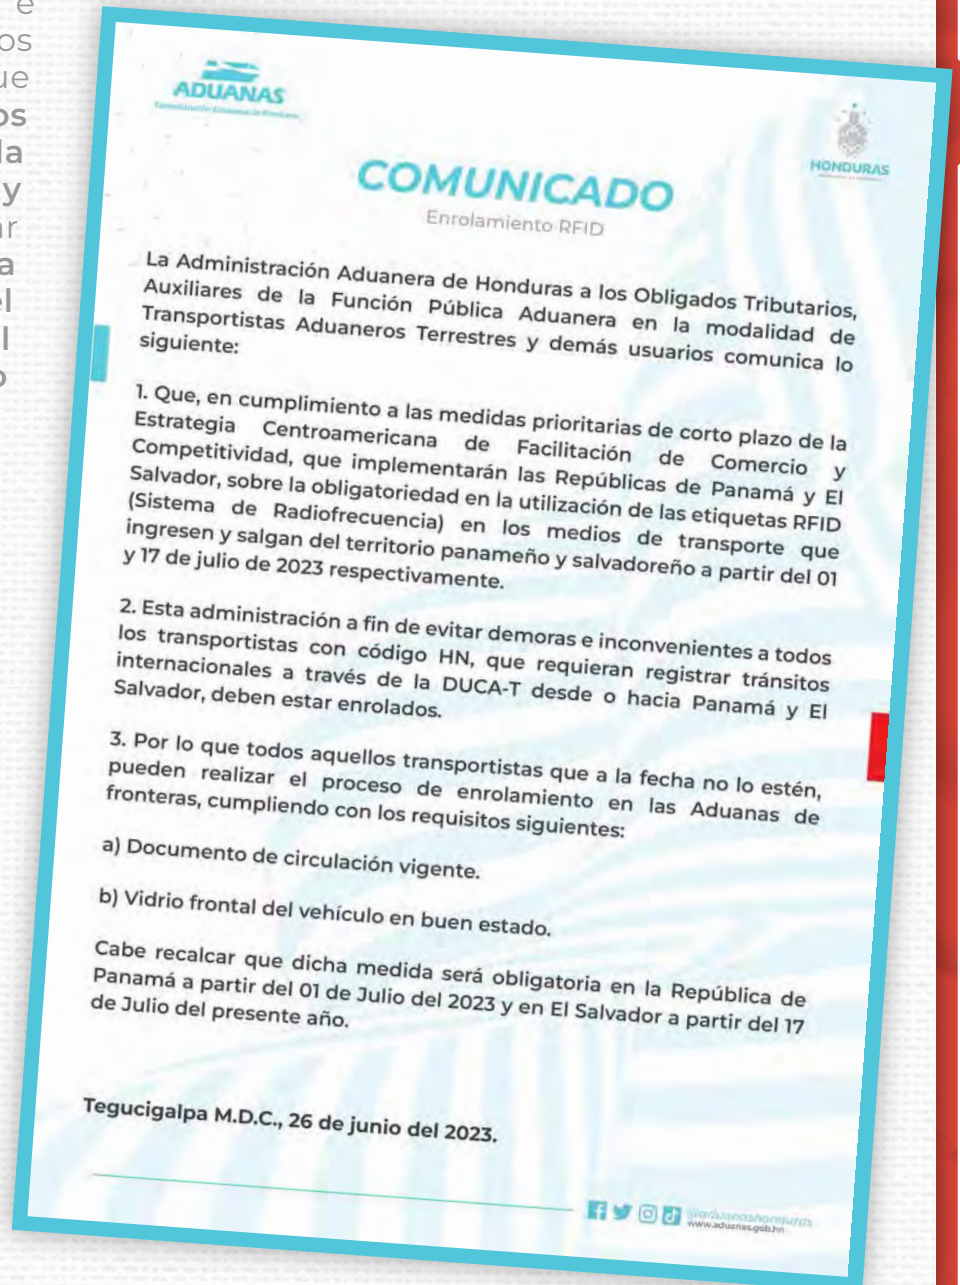 e
os
ue
os
la
y
ar
a
el
l
o
ADUANAS
HONDURAS
COMUNICADO
Enrolamiento RFID
La Administración Aduanera de Honduras a los Obligados Tributarios,
Auxiliares de la Función Pública Aduanera en la modalidad de
Transportistas Aduaneros Terrestres y demás usuarios comunica lo
siguiente:
1. Que, en cumplimiento a las medidas prioritarias de corto plazo de la
Estrategia Centroamericana de Facilitación de Comercio y
Competitividad, que implementarán las Repúblicas de Panamá y El
Salvador, sobre la obligatoriedad en la utilización de las etiquetas RFID
(Sistema de Radiofrecuencia) en los medios de transporte que
ingresen y salgan del territorio panameño y salvadoreño a partir del 01
y 17 de julio de 2023 respectivamente.
2. Esta administración a fin de evitar demoras e inconvenientes a todos
los transportistas con código HN, que requieran registrar tránsitos
internacionales a través de la DUCA-T desde o hacia Panamá y El
Salvador, deben estar enrolados.
3. Por lo que todos aquellos transportistas que a la fecha no lo estén,
pueden realizar el proceso de enrolamiento en las Aduanas de
fronteras, cumpliendo con los requisitos siguientes:
a) Documento de circulación vigente.
b) Vidrio frontal del vehículo en buen estado.
Cabe recalcar que dicha medida será obligatoria en la República de
Panamá a partir del 01 de Julio del 2023 y en El Salvador a partir del 17
de Julio del presente año.
Tegucigalpa M.D.C., 26 de junio del 2023.
@aduanashonduras
www.aduanas.gob.hn